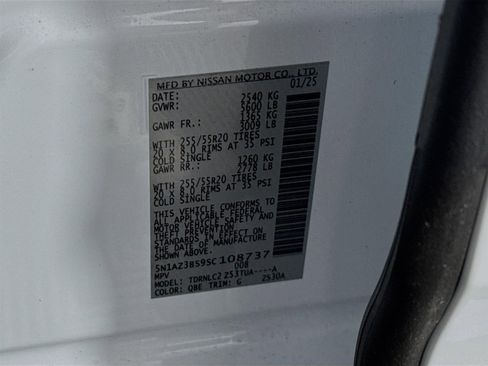 MFD BY NISSAN MOTOR CO., LTD.
DATE: 01/25
GVWR: 2540 KG
5600 LB
GAWR FR.: 1365 KG
3009 LB
WITH 255/55R20 TIRES
20 X 8.0 RIMS AT 35 PSI
COLD SINGLE
GAWR RR.: 1260 KG
2778 LB
WITH 255/55R20 TIRES
20 X 8.0 RIMS AT 35 PSI
COLD SINGLE
THIS VEHICLE CONFORMS TO
ALL APPLICABLE FEDERAL
MOTOR VEHICLE SAFETY AND
THEFT PREVENTION
STANDARDS IN EFFECT ON
THE DATE OF MANUFACTURE
SHOWN ABOVE.
5N1AZ3BS9SC108737
MPV 008
MODEL: TDRNLC2 253TUA----A
COLOR: QBE TRIM: G 2530A